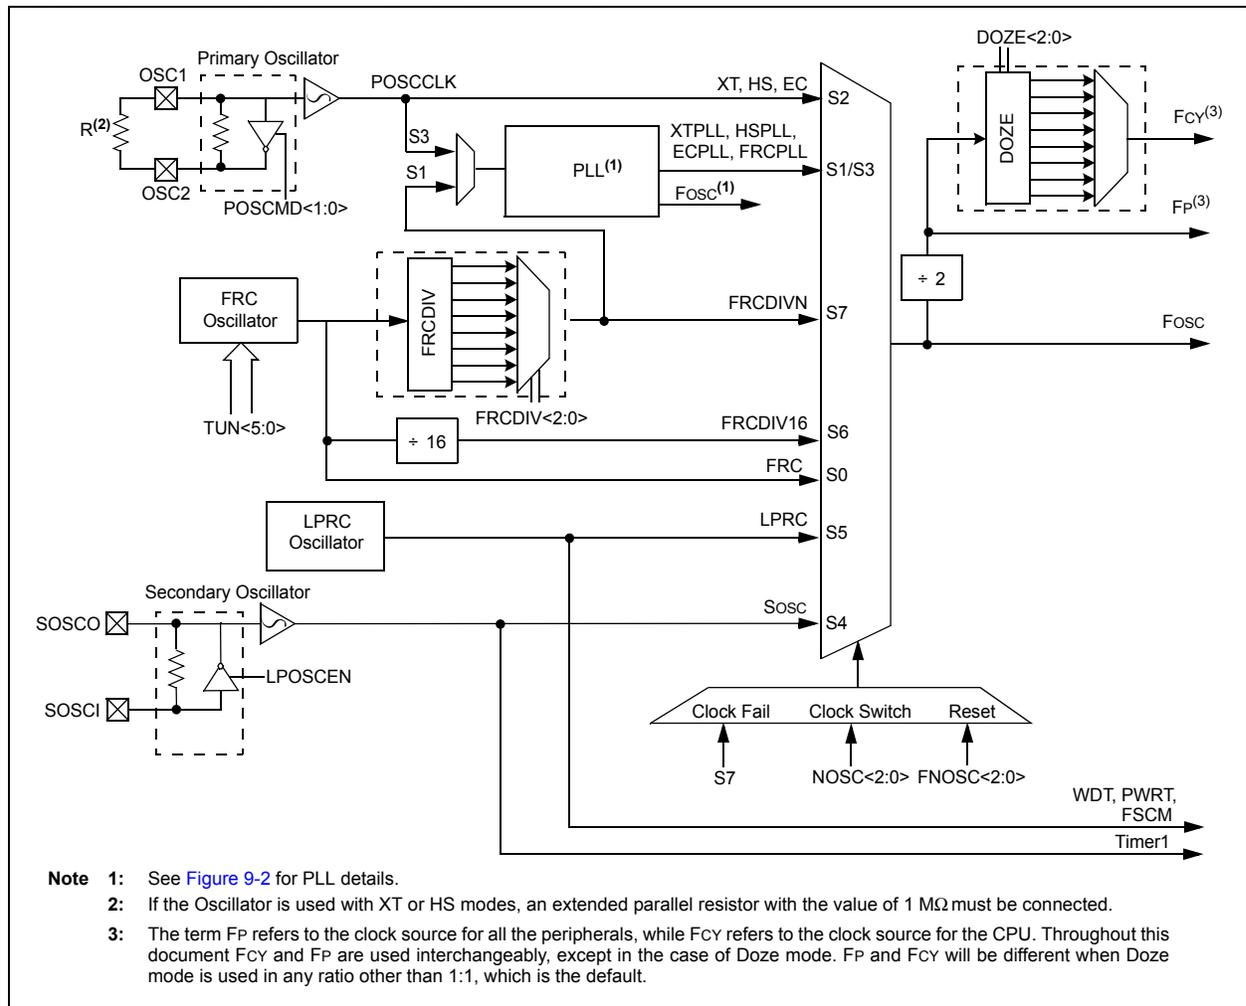 DOZE<2:0>
Primary Oscillator
OSC1
POSCCLK
XT, HS, EC
S2
R(2)
S3
XTPLL, HSPLL,
ECPLL, FRCPLL
S1/S3
DOZE
FCY(3)
PLL(1)
S1
OSC2
POSCMD<1:0>
FOSC(1)
FP(3)
÷ 2
FRC
Oscillator
FRCDIV
FRCDIVN
S7
FOSC
TUN<5:0>
FRCDIV<2:0>
FRCDIV16
S6
÷ 16
FRC
S0
LPRC
Oscillator
LPRC
S5
Secondary Oscillator
SOSCO
SOSC
S4
LPOSCEN
SOSCI
Clock Fail Clock Switch Reset
S7 NOSC<2:0> FNOSC<2:0>
WDT, PWRT,
FSCM
Timer1
Note 1: See Figure 9-2 for PLL details.
2: If the Oscillator is used with XT or HS modes, an extended parallel resistor with the value of 1 MΩ must be connected.
3: The term FP refers to the clock source for all the peripherals, while FCY refers to the clock source for the CPU. Throughout this
document FCY and FP are used interchangeably, except in the case of Doze mode. FP and FCY will be different when Doze
mode is used in any ratio other than 1:1, which is the default.